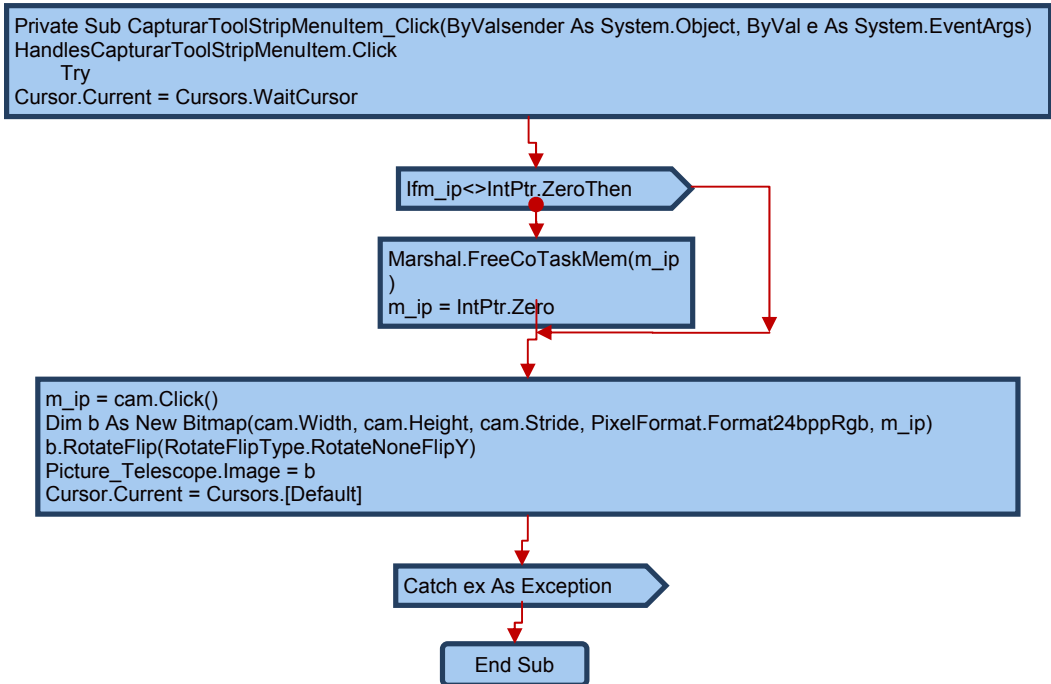 Private Sub CapturarToolStripMenuItem_Click(ByValsender As System.Object, ByVal e As System.EventArgs)
HandlesCapturarToolStripMenuItem.Click
Try
Cursor.Current = Cursors.WaitCursor
Ifm_ip<>IntPtr.ZeroThen
Marshal.FreeCoTaskMem(m_ip
)
m_ip = IntPtr.Zero
m_ip = cam.Click()
Dim b As New Bitmap(cam.Width, cam.Height, cam.Stride, PixelFormat.Format24bppRgb, m_ip)
b.RotateFlip(RotateFlipType.RotateNoneFlipY)
Picture_Telescope.Image = b
Cursor.Current = Cursors.[Default]
Catch ex As Exception
End Sub